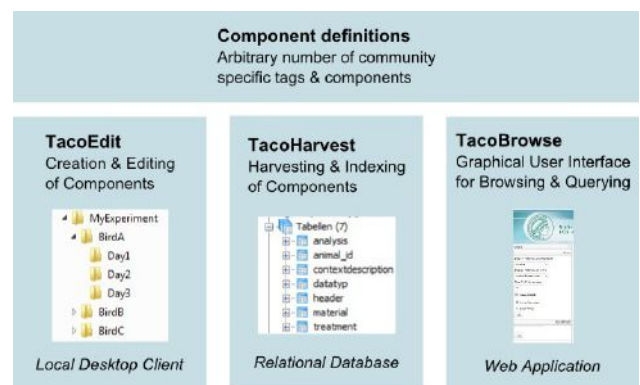 Component definitions
Arbitrary number of community
specific tags & components
TacoEdit
Creation & Editing
of Components
MyExperiment
BirdA
Day1
Day2
Day3
BirdB
BirdC
Local Desktop Client
TacoHarvest
Harvesting & Indexing
of Components
Tabellen (7)
analysis
animal_id
contextdescription
datatyp
header
material
treatment
Relational Database
TacoBrowse
Graphical User Interface
for Browsing & Querying
Web Application